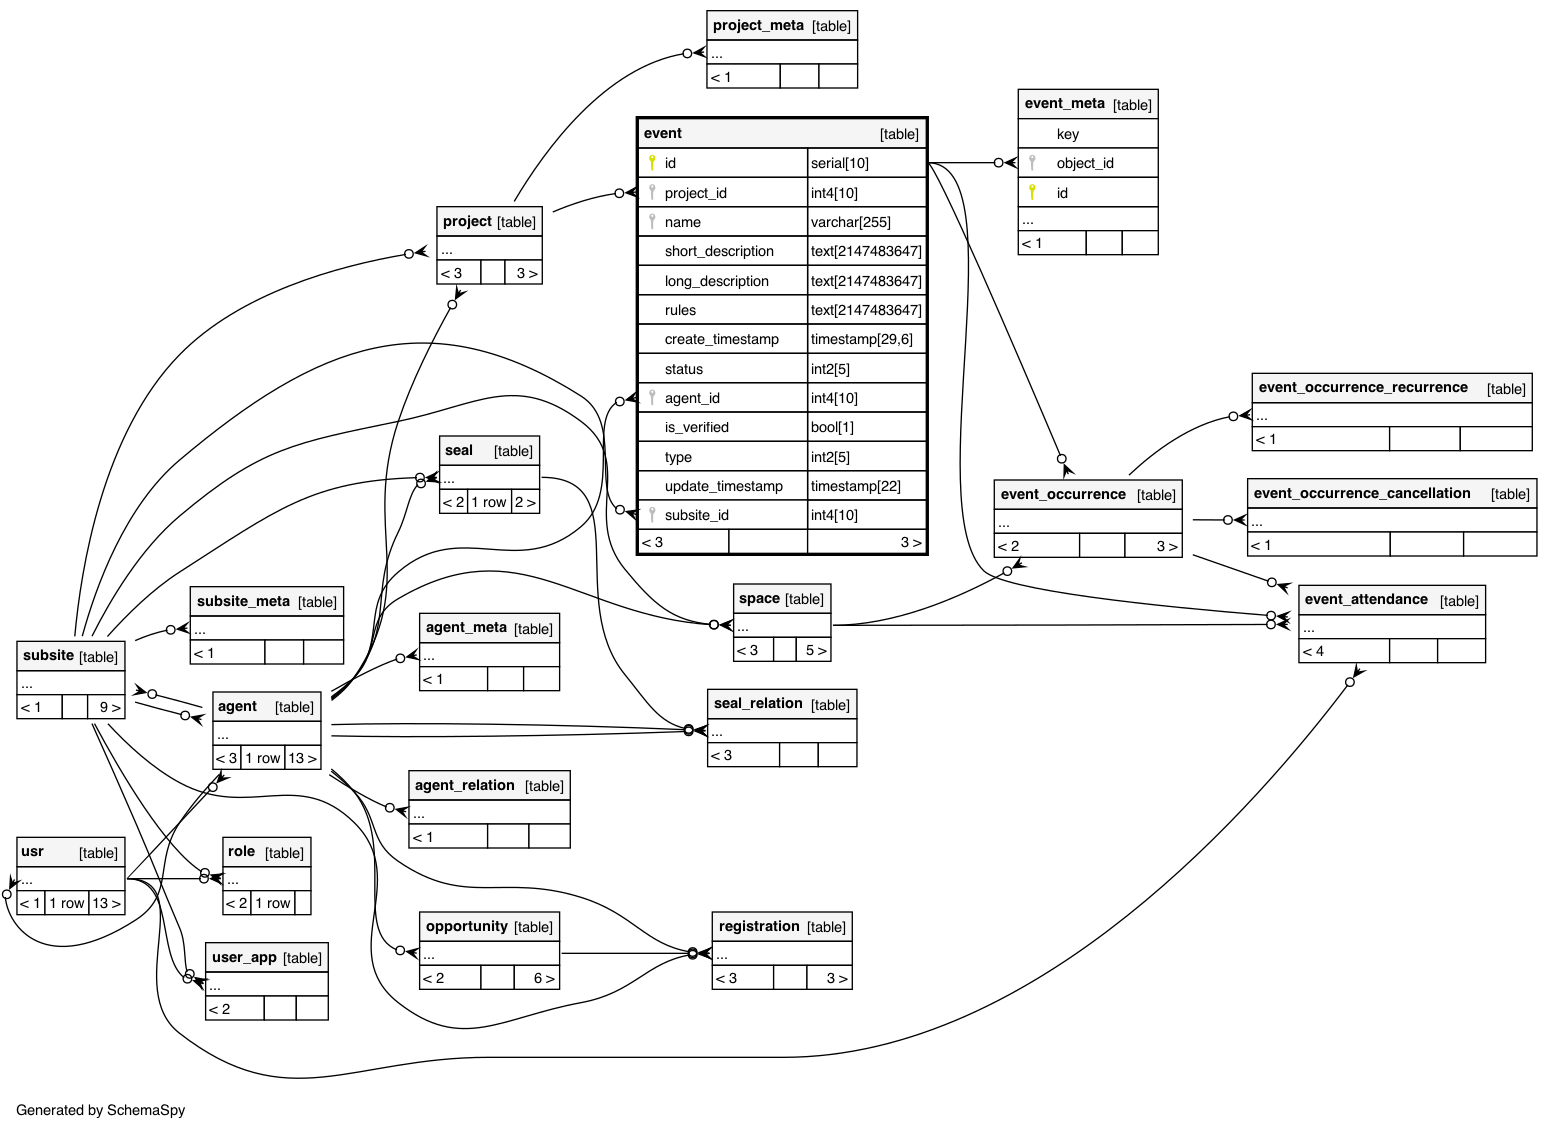 project_meta [table]
...
< 1
event_meta [table]
key
object_id
id
...
< 1
event [table]
id serial[10]
project_id int4[10]
name varchar[255]
short_description text[2147483647]
long_description text[2147483647]
rules text[2147483647]
create_timestamp timestamp[29,6]
status int2[5]
agent_id int4[10]
is_verified bool[1]
type int2[5]
update_timestamp timestamp[22]
subsite_id int4[10]
< 3 3 >
project [table]
...
< 3 3 >
event_occurrence_recurrence [table]
...
< 1
seal [table]
...
< 2 1 row 2 >
event_occurrence [table]
...
< 2 3 >
event_occurrence_cancellation [table]
...
< 1
subsite_meta [table]
...
< 1
space [table]
...
< 3 5 >
event_attendance [table]
...
< 4
agent_meta [table]
...
< 1
subsite [table]
...
< 1 9 >
agent [table]
...
< 3 1 row 13 >
seal_relation [table]
...
< 3
agent_relation [table]
...
< 1
usr [table]
...
< 1 1 row 13 >
role [table]
...
< 2 1 row
opportunity [table]
...
< 2 6 >
registration [table]
...
< 3 3 >
user_app [table]
...
< 2
Generated by SchemaSpy